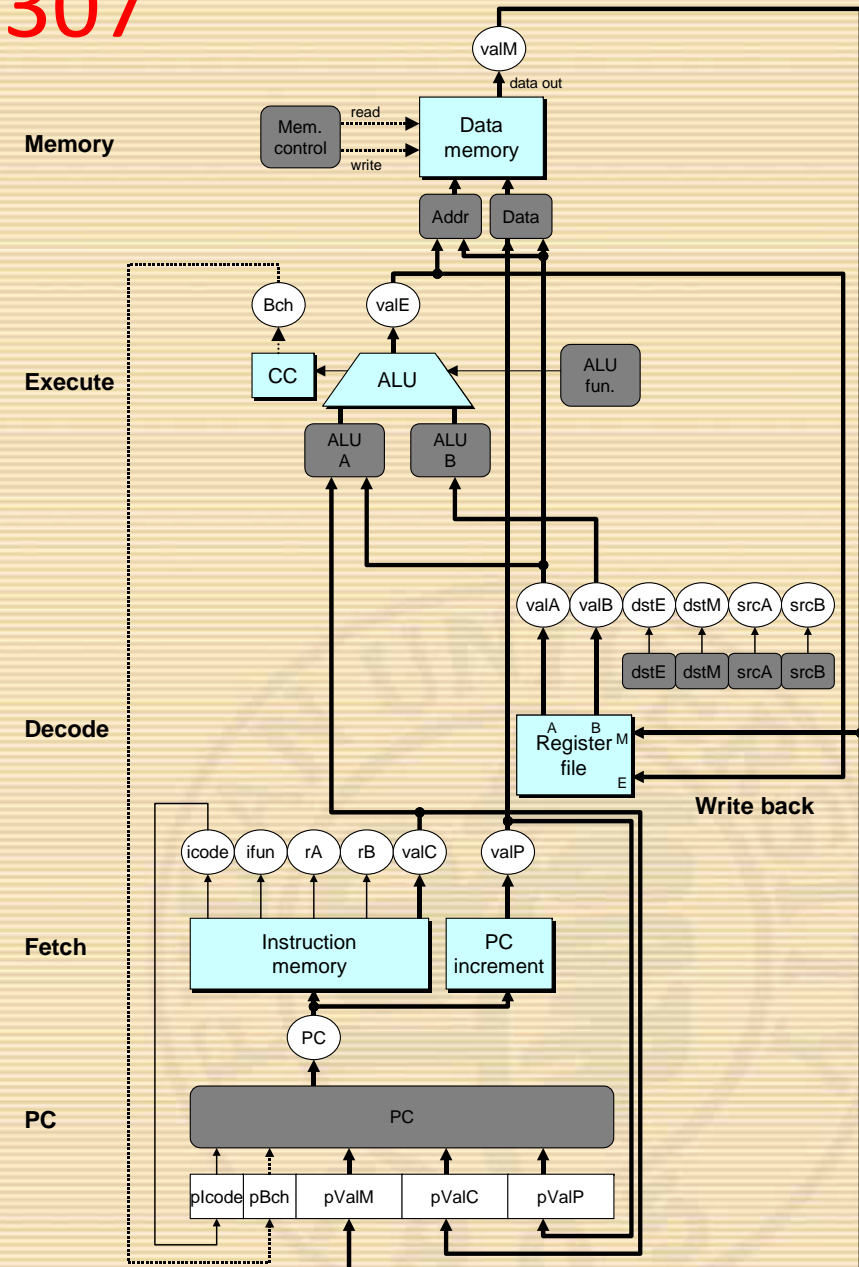 307
valM
data out
Memory
Mem.
control
read
write
Data
memory
Addr
Data
Bch
valE
Execute
CC
ALU
ALU
fun.
ALU
A
ALU
B
valA
valB
dstE
dstM
srcA
srcB
dstE
dstM
srcA
srcB
Decode
A
B
Register
file
M
E
Write back
icode
ifun
rA
rB
valC
valP
Fetch
Instruction
memory
PC
increment
PC
PC
PC
pIcode
pBch
pValM
pValC
pValP